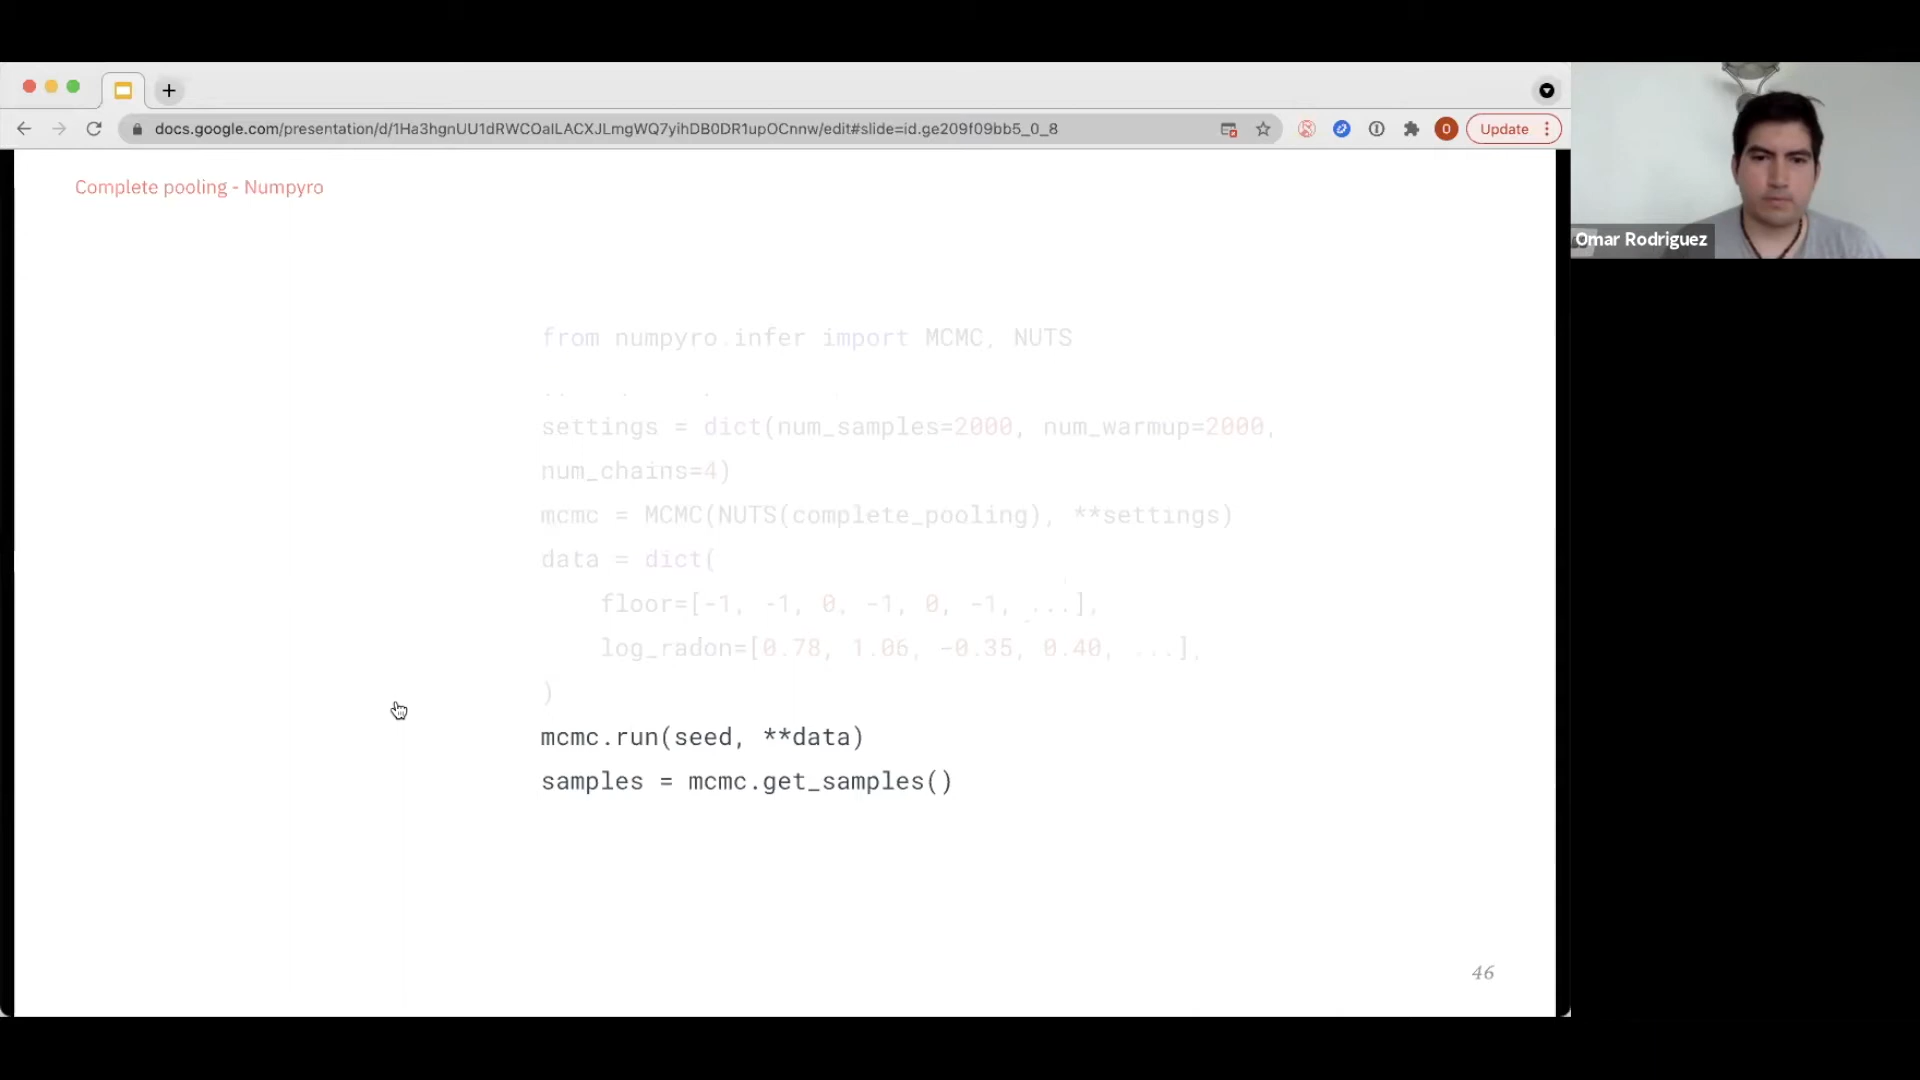 docs.google.com/presentation/d/1Ha3hgnUU1dRWCOalLACXJLmgWQ7yihDB0DR1upOCnnw/edit#slide=id.ge209f09bb5_0_8
O
Update
Complete pooling - Numpyro
Omar Rodriguez
from numpyro.infer import MCMC, NUTS
settings = dict(num_samples=2000, num_warmup=2000,
num_chains=4)
mcmc = MCMC(NUTS(complete_pooling), **settings)
data = dict(
floor=[-1, -1, 0, -1, 0, -1, ...],
log_radon=[0.78, 1.06, -0.35, 0.40, ...],
)
mcmc.run(seed, **data)
samples = mcmc.get_samples()
46